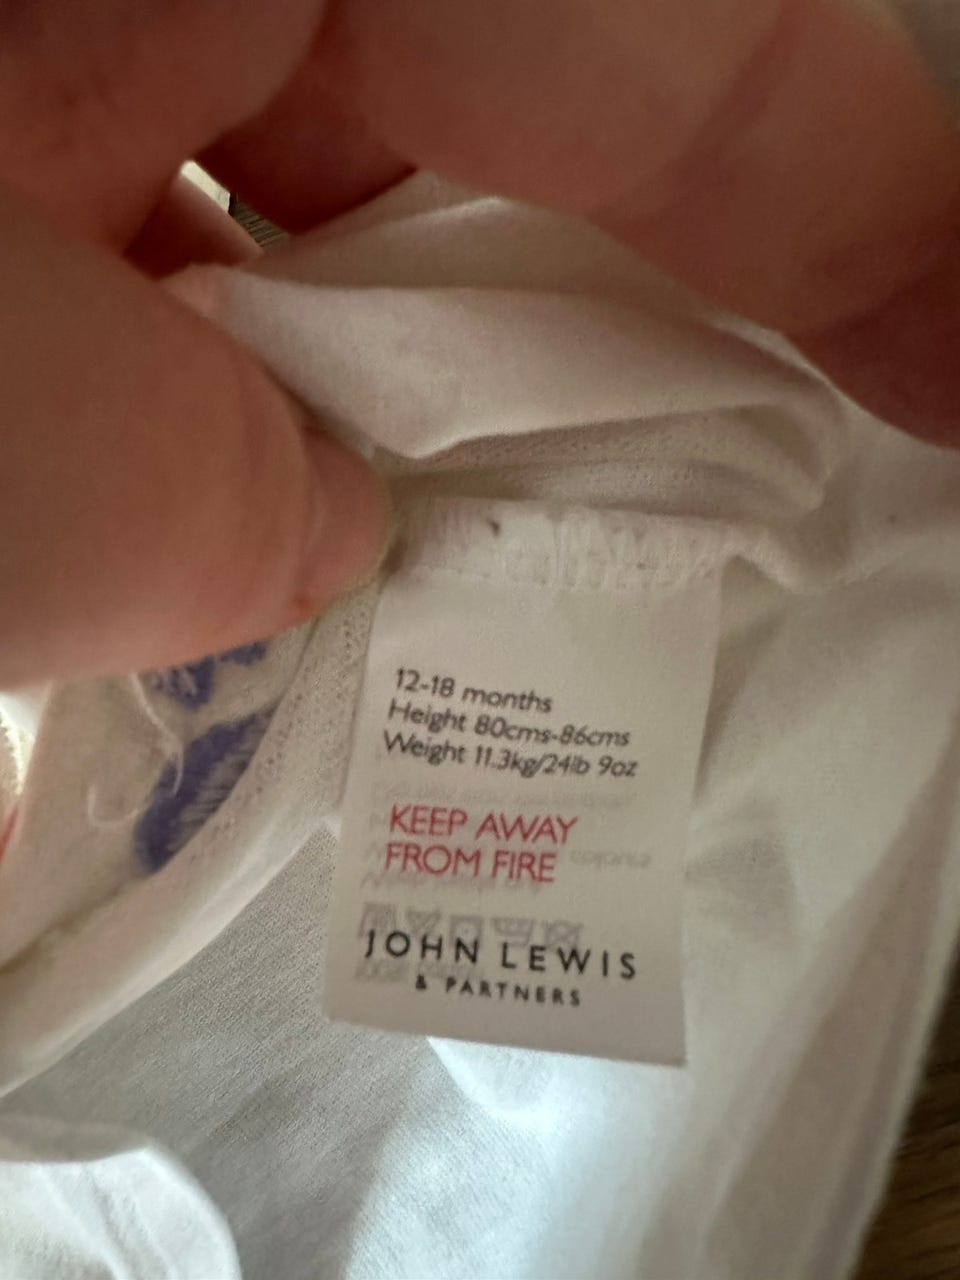 12-18 months
Height 80cms-86cms
Weight 11.3kg/24lb 9oz
KEEP AWAY
FROM FIRE
JOHN LEWIS
& PARTNERS